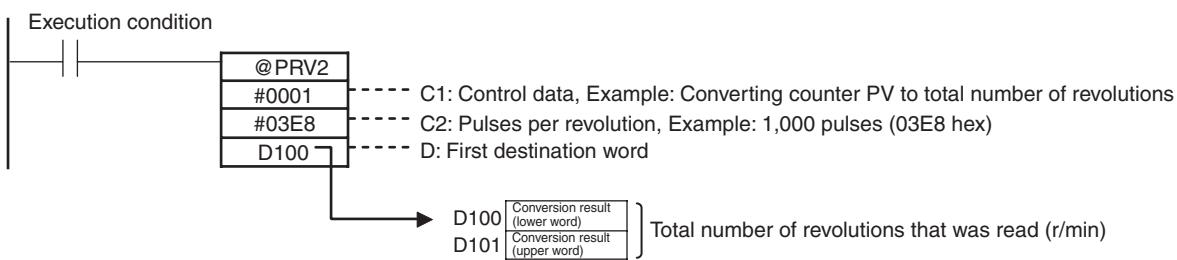 Execution condition
@PRV2
#0001 C1: Control data, Example: Converting counter PV to total number of revolutions
#03E8 C2: Pulses per revolution, Example: 1,000 pulses (03E8 hex)
D100 D: First destination word
D100 Conversion result
(lower word)
D101 Conversion result
(upper word)
Total number of revolutions that was read (r/min)